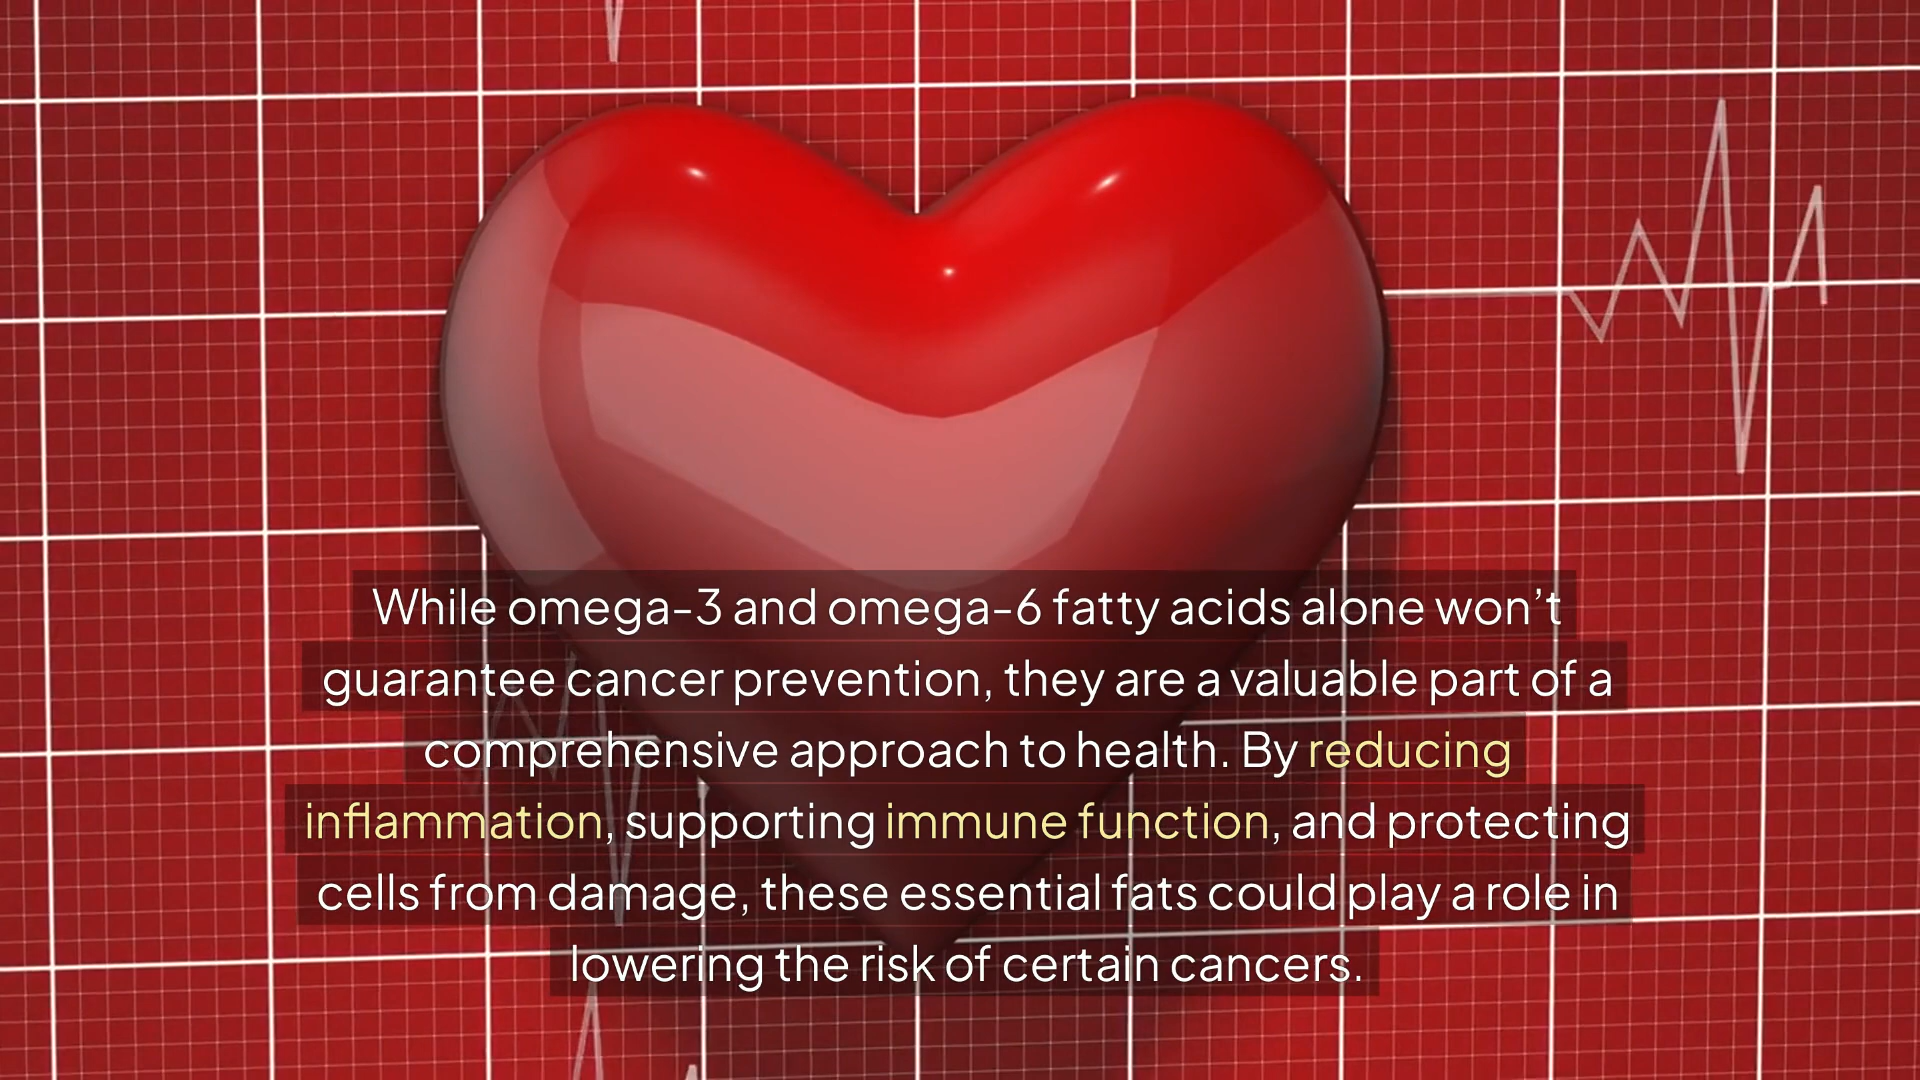 While omega-3 and omega-6 fatty acids alone won’t
guarantee cancer prevention, they are a valuable part of a
comprehensive approach to health. By reducing
inflammation, supporting immune function, and protecting
cells from damage, these essential fats could play a role in
lowering the risk of certain cancers.